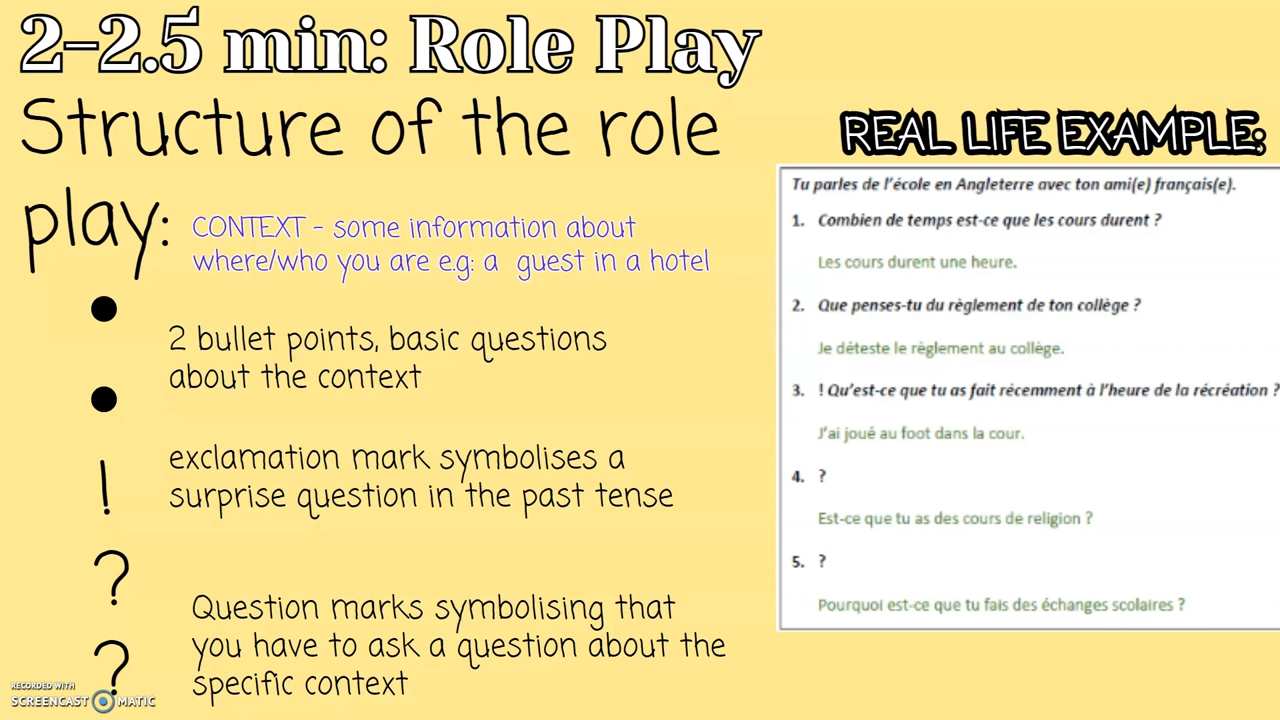 2-2.5 min: Role Play
Structure of the role
play:
CONTEXT - some information about
where/who you are e.g: a guest in a hotel
● 2 bullet points, basic questions
about the context
●
! exclamation mark symbolises a
surprise question in the past tense
?
Question marks symbolising that
you have to ask a question about the
? specific context
REAL LIFE EXAMPLE:
Tu parles de l'école en Angleterre avec ton ami(e) français(e).
1. Combien de temps est-ce que les cours durent ?
Les cours durent une heure.
2. Que penses-tu du règlement de ton collège ?
Je déteste le règlement au collège.
3. ! Qu'est-ce que tu as fait récemment à l'heure de la récréation ?
J'ai joué au foot dans la cour.
4. ?
Est-ce que tu as des cours de religion ?
5. ?
Pourquoi est-ce que tu fais des échanges scolaires ?
RECORDED WITH
SCREENCAST MATIC